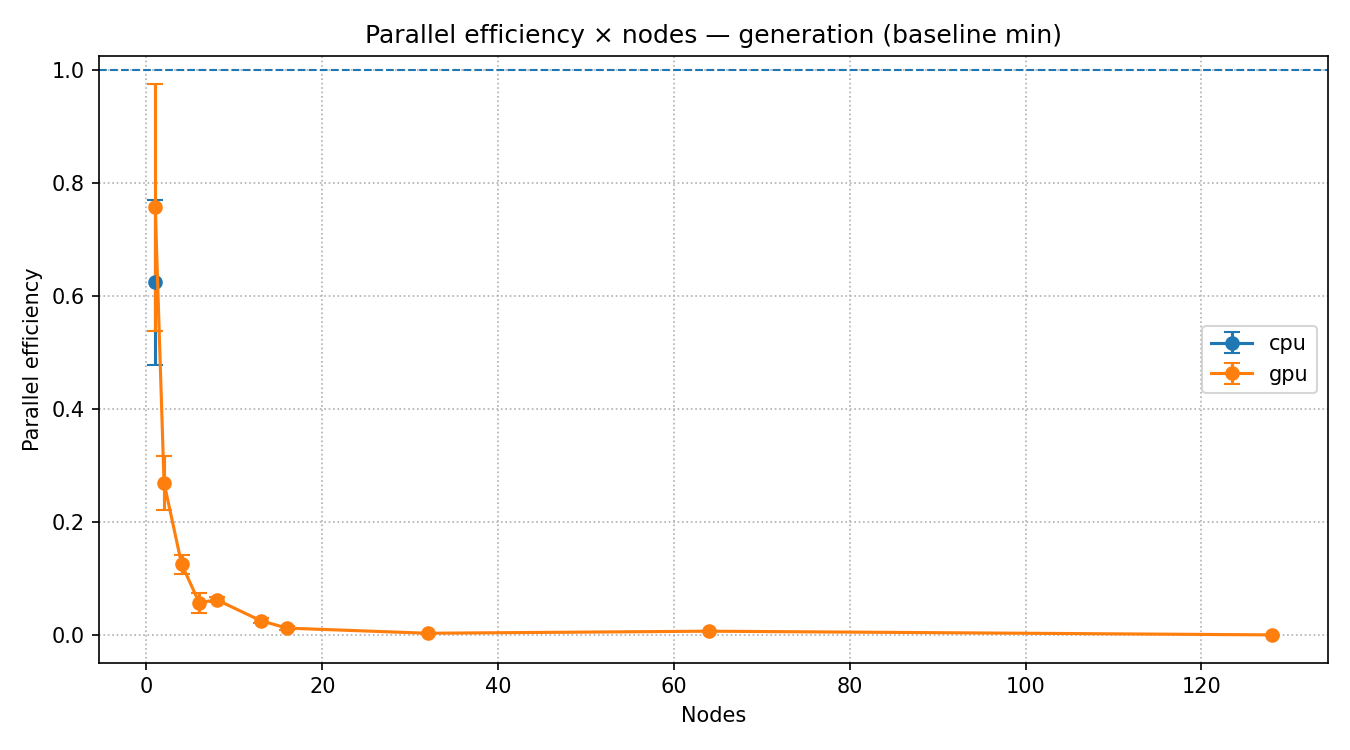 Parallel efficiency × nodes — generation (baseline min)
1.0
0.8
0.6
0.4
0.2
0.0
Parallel efficiency
cpu
gpu
0 20 40 60 80 100 120
Nodes